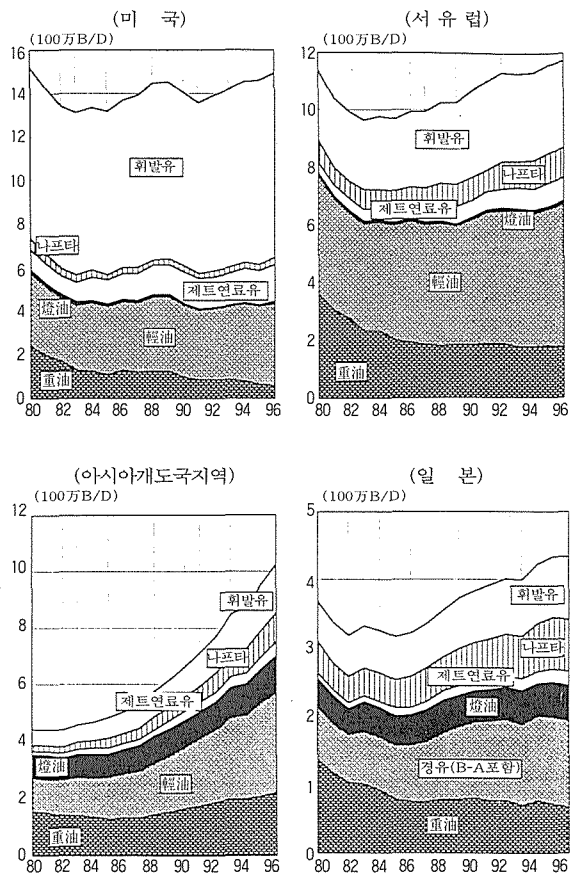 (미 국)
(100万B/D)
16
14
12
10
8
6
4
2
0
휘발유
나프타
제트연료유
燈油
輕油
重油
80 82 84 86 88 90 92 94 96
(서 유 럽)
(100万B/D)
12
10
8
6
4
2
0
휘발유
나프타
제트연료유
燈油
輕油
重油
80 82 84 86 88 90 92 94 96
(아시아개도국지역)
(100万B/D)
12
10
8
6
4
2
0
휘발유
나프타
제트연료유
燈油
輕油
重油
80 82 84 86 88 90 92 94 96
(일 본)
(100万B/D)
5
4
3
2
1
0
휘발유
나프타
제트연료유
燈油
경유(B-A포함)
重油
80 82 84 86 88 90 92 94 96